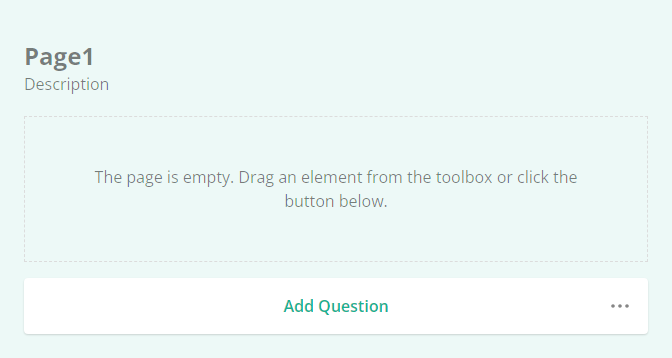 Page1
Description
The page is empty. Drag an element from the toolbox or click the
button below.
Add Question